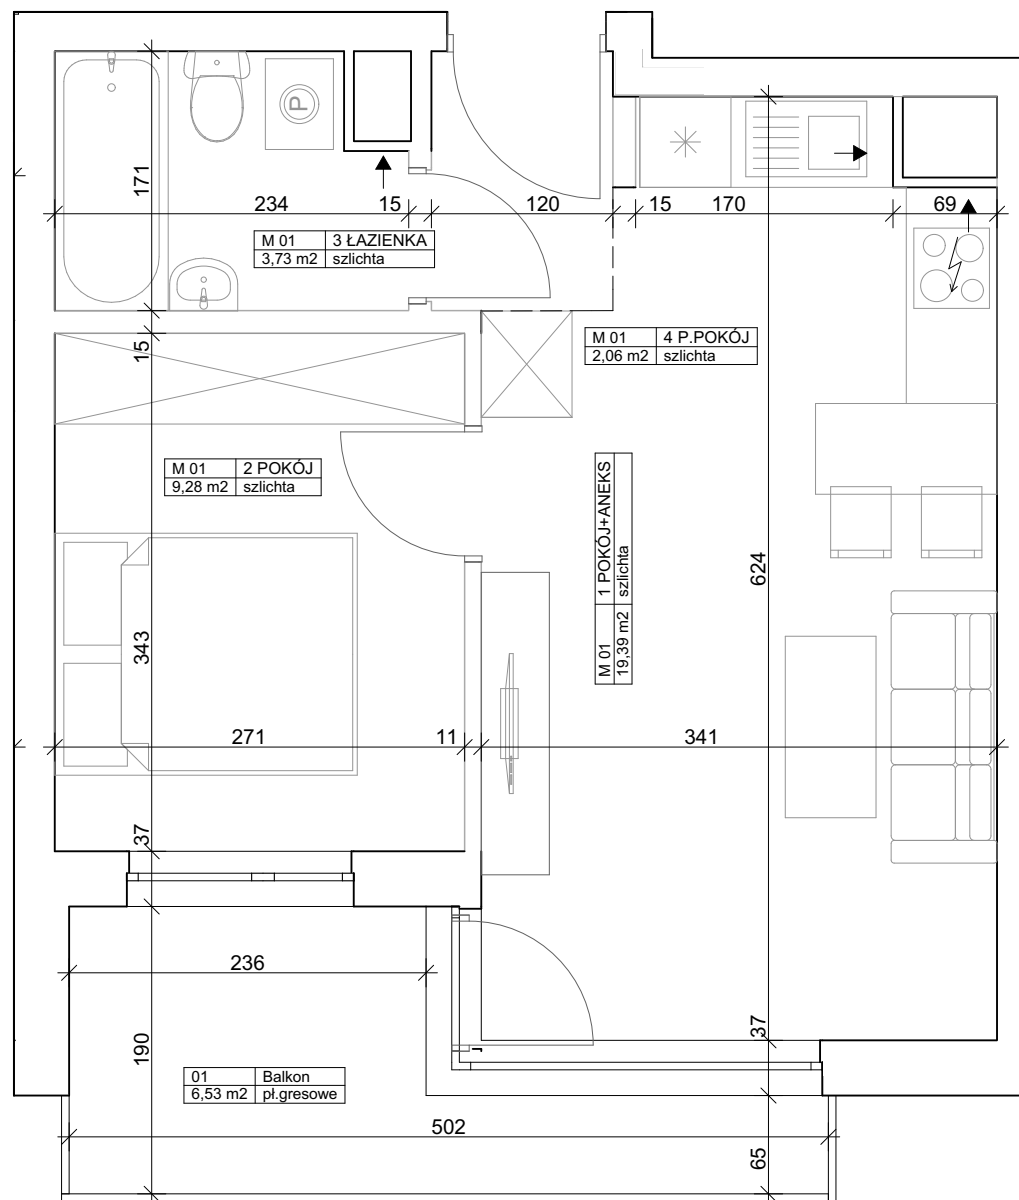 P
171
234
15
120
15
170
69
M 01 3 ŁAZIENKA
3,73 m2 szlichta
M 01 4 P.POKÓJ
2,06 m2 szlichta
15
M 01 2 POKÓJ
9,28 m2 szlichta
M 01 1 POKÓJ+ANEKS
19,39 m2 szlichta
624
343
271
11
341
37
236
37
190
01 Balkon
6,53 m2 pł.gresowe
502
65